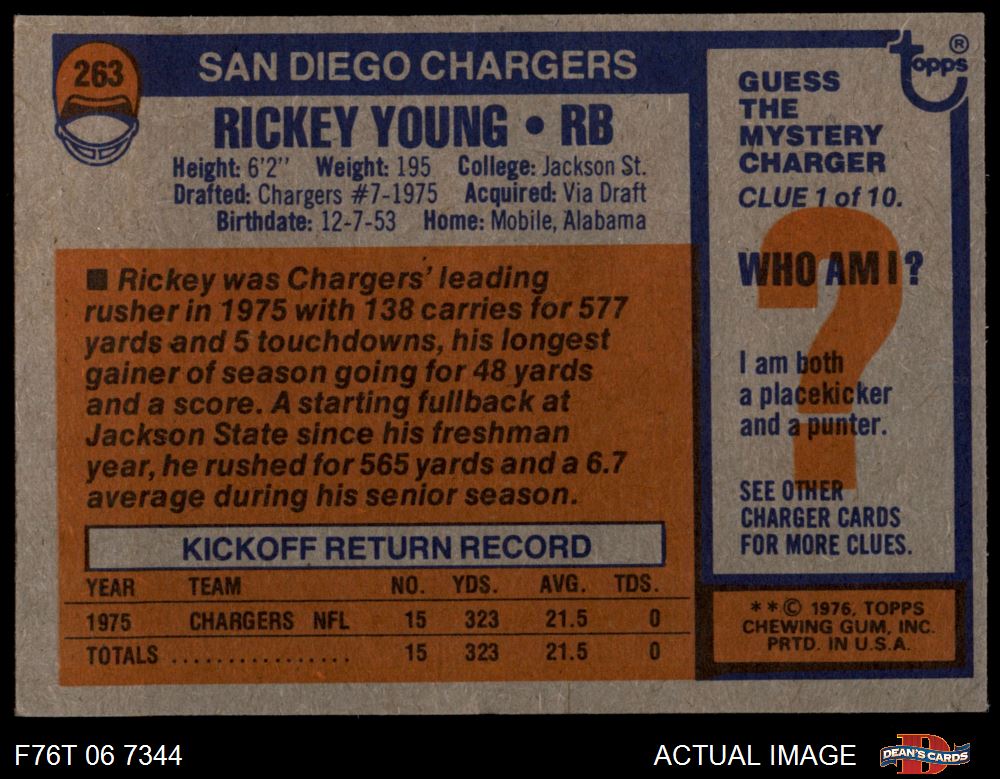 263
SAN DIEGO CHARGERS
RICKEY YOUNG • RB
Height: 6'2" Weight: 195 College: Jackson St.
Drafted: Chargers #7-1975 Acquired: Via Draft
Birthdate: 12-7-53 Home: Mobile, Alabama
■ Rickey was Chargers' leading
rusher in 1975 with 138 carries for 577
yards and 5 touchdowns, his longest
gainer of season going for 48 yards
and a score. A starting fullback at
Jackson State since his freshman
year, he rushed for 565 yards and a 6.7
average during his senior season.
KICKOFF RETURN RECORD
YEAR TEAM NO. YDS. AVG. TDS.
1975 CHARGERS NFL 15 323 21.5 0
TOTALS ................ 15 323 21.5 0
topps®
GUESS
THE
MYSTERY
CHARGER
CLUE 1 of 10.
WHO AM I?
I am both
a placekicker
and a punter.
SEE OTHER
CHARGER CARDS
FOR MORE CLUES.
**© 1976, TOPPS
CHEWING GUM, INC.
PRTD. IN U.S.A.
F76T 06 7344
ACTUAL IMAGE
DEAN'S CARDS